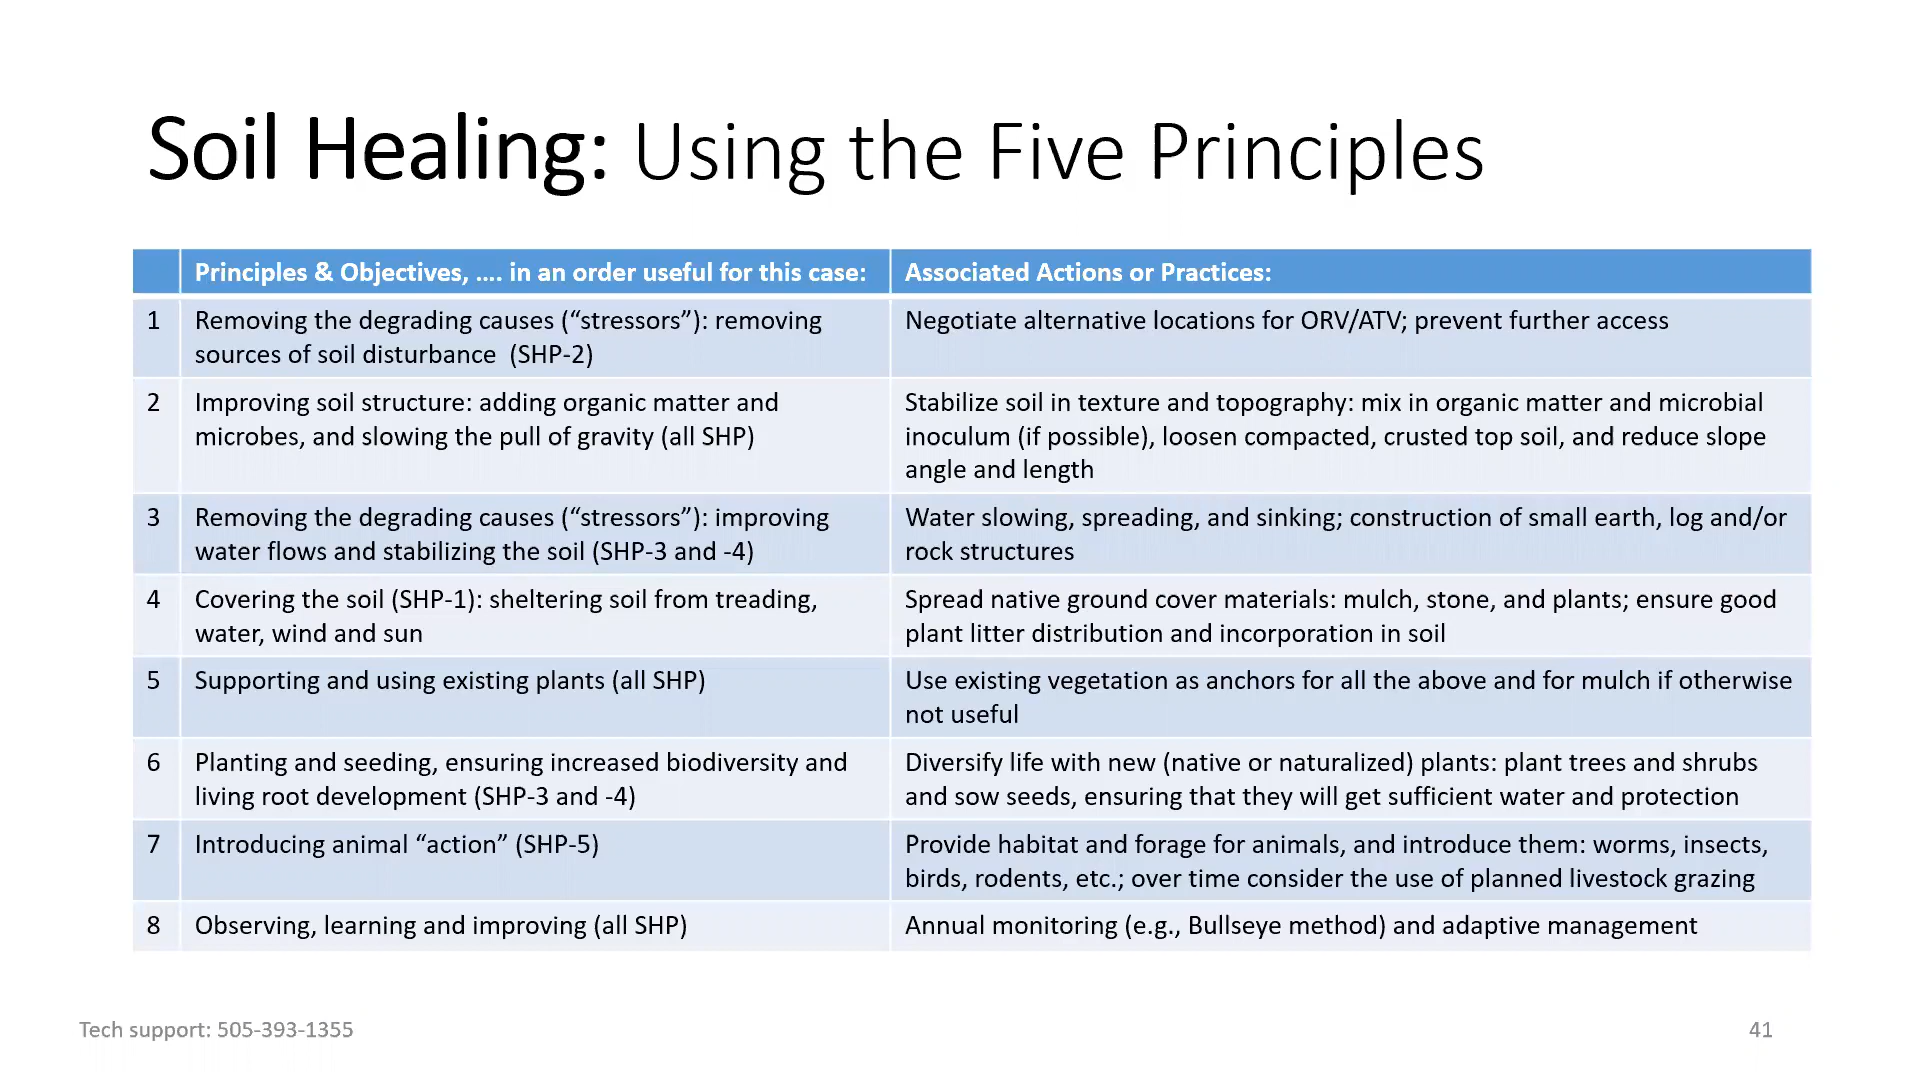 Soil Healing: Using the Five Principles
Principles & Objectives, .... in an order useful for this case:
Associated Actions or Practices:
1
Removing the degrading causes (“stressors”): removing
sources of soil disturbance  (SHP-2)
Negotiate alternative locations for ORV/ATV; prevent further access
2
Improving soil structure: adding organic matter and
microbes, and slowing the pull of gravity (all SHP)
Stabilize soil in texture and topography: mix in organic matter and microbial
inoculum (if possible), loosen compacted, crusted top soil, and reduce slope
angle and length
3
Removing the degrading causes (“stressors”): improving
water flows and stabilizing the soil (SHP-3 and -4)
Water slowing, spreading, and sinking; construction of small earth, log and/or
rock structures
4
Covering the soil (SHP-1): sheltering soil from treading,
water, wind and sun
Spread native ground cover materials: mulch, stone, and plants; ensure good
plant litter distribution and incorporation in soil
5
Supporting and using existing plants (all SHP)
Use existing vegetation as anchors for all the above and for mulch if otherwise
not useful
6
Planting and seeding, ensuring increased biodiversity and
living root development (SHP-3 and -4)
Diversify life with new (native or naturalized) plants: plant trees and shrubs
and sow seeds, ensuring that they will get sufficient water and protection
7
Introducing animal “action” (SHP-5)
Provide habitat and forage for animals, and introduce them: worms, insects,
birds, rodents, etc.; over time consider the use of planned livestock grazing
8
Observing, learning and improving (all SHP)
Annual monitoring (e.g., Bullseye method) and adaptive management
Tech support: 505-393-1355
41